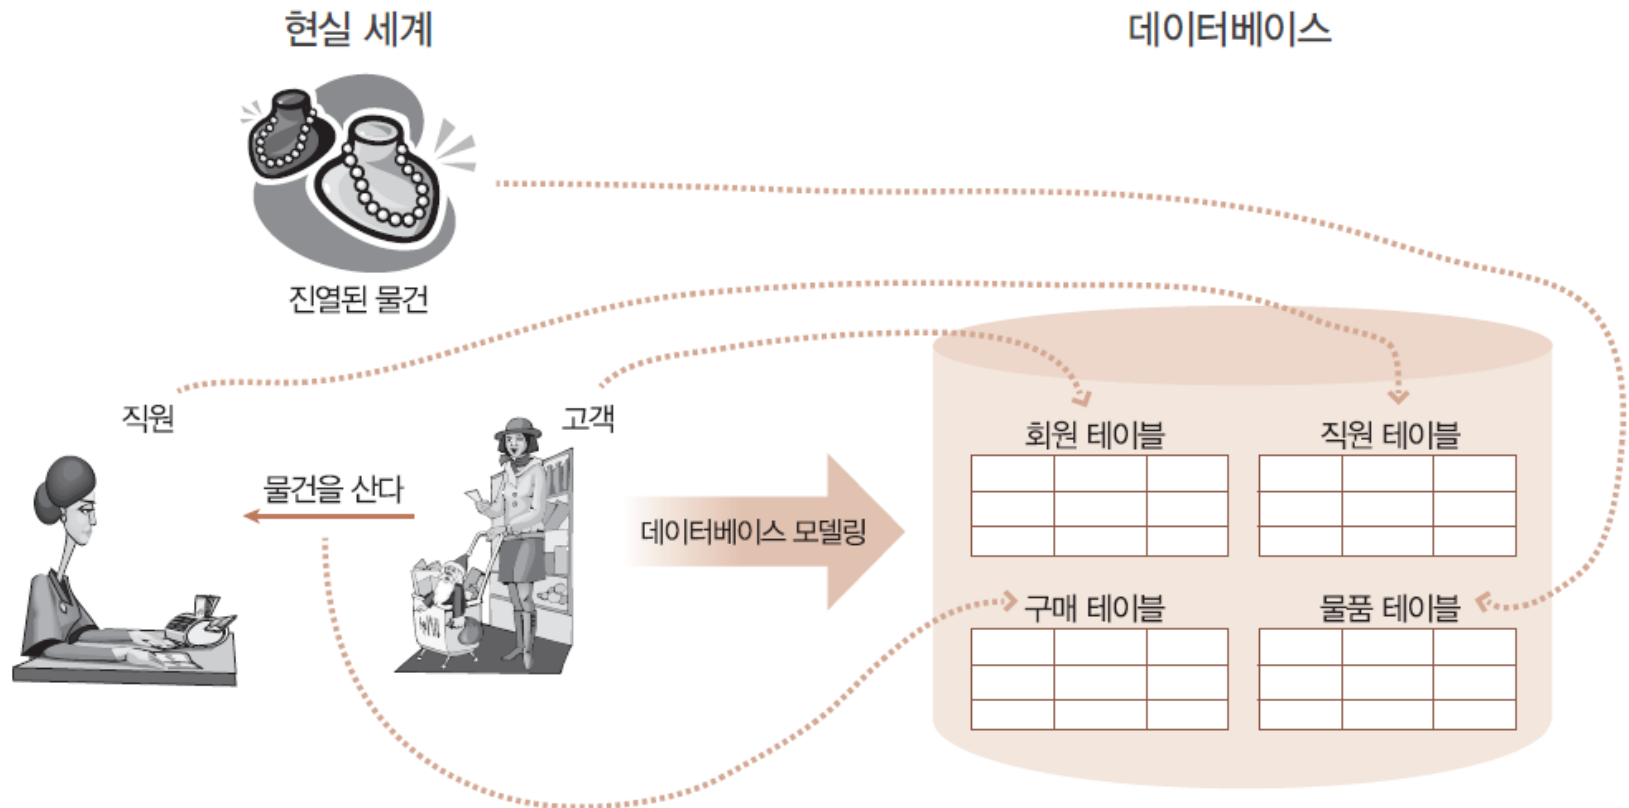 현실 세계
데이터베이스
진열된 물건
직원
고객
물건을 산다
데이터베이스 모델링
회원 테이블
직원 테이블
구매 테이블
물품 테이블